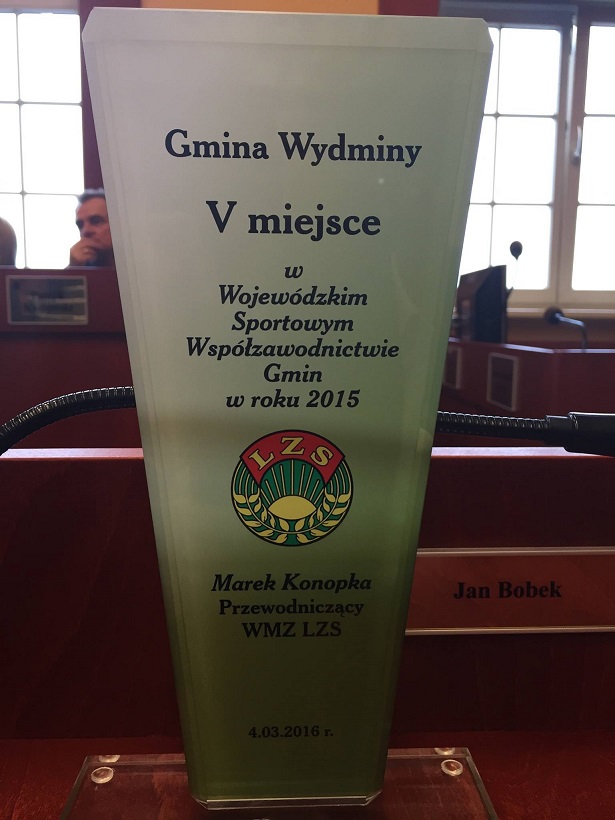 Gmina Wydminy
V miejsce
w
Wojewódzkim
Sportowym
Współzawodnictwie
Gmin
w roku 2015
LZS
Marek Konopka
Przewodniczący
WMZ LZS
4.03.2016 r.
Jan Bobek